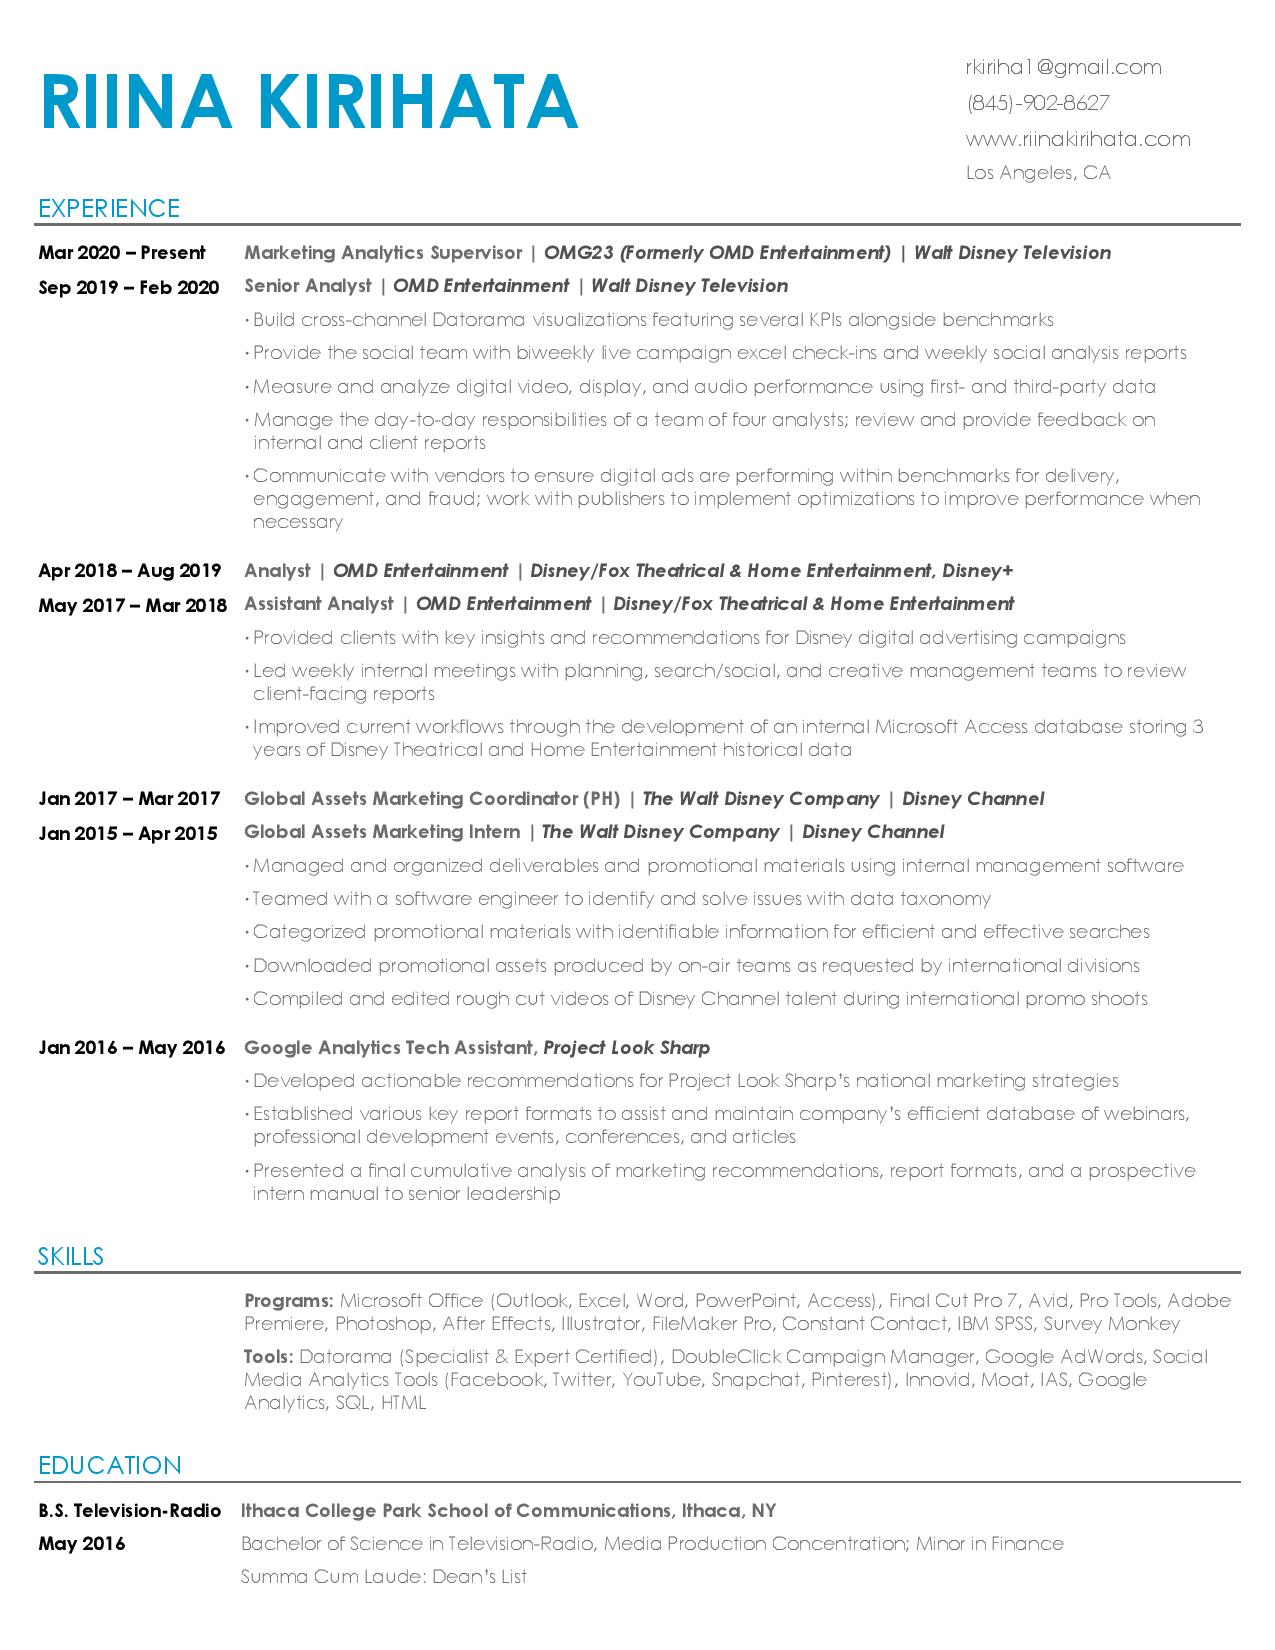 RIINA KIRIHATA
rkiriha1@gmail.com
(845)-902-8627
www.riinakirihata.com
Los Angeles, CA
EXPERIENCE
Mar 2020 – Present Marketing Analytics Supervisor | OMG23 (Formerly OMD Entertainment) | Walt Disney Television
Sep 2019 – Feb 2020 Senior Analyst | OMD Entertainment | Walt Disney Television
· Build cross-channel Datorama visualizations featuring several KPIs alongside benchmarks
· Provide the social team with biweekly live campaign excel check-ins and weekly social analysis reports
· Measure and analyze digital video, display, and audio performance using first- and third-party data
· Manage the day-to-day responsibilities of a team of four analysts; review and provide feedback on
internal and client reports
· Communicate with vendors to ensure digital ads are performing within benchmarks for delivery,
engagement, and fraud; work with publishers to implement optimizations to improve performance when
necessary
Apr 2018 – Aug 2019 Analyst | OMD Entertainment | Disney/Fox Theatrical & Home Entertainment, Disney+
May 2017 – Mar 2018 Assistant Analyst | OMD Entertainment | Disney/Fox Theatrical & Home Entertainment
· Provided clients with key insights and recommendations for Disney digital advertising campaigns
· Led weekly internal meetings with planning, search/social, and creative management teams to review
client-facing reports
· Improved current workflows through the development of an internal Microsoft Access database storing 3
years of Disney Theatrical and Home Entertainment historical data
Jan 2017 – Mar 2017 Global Assets Marketing Coordinator (PH) | The Walt Disney Company | Disney Channel
Jan 2015 – Apr 2015 Global Assets Marketing Intern | The Walt Disney Company | Disney Channel
· Managed and organized deliverables and promotional materials using internal management software
· Teamed with a software engineer to identify and solve issues with data taxonomy
· Categorized promotional materials with identifiable information for efficient and effective searches
· Downloaded promotional assets produced by on-air teams as requested by international divisions
· Compiled and edited rough cut videos of Disney Channel talent during international promo shoots
Jan 2016 – May 2016 Google Analytics Tech Assistant, Project Look Sharp
· Developed actionable recommendations for Project Look Sharp’s national marketing strategies
· Established various key report formats to assist and maintain company’s efficient database of webinars,
professional development events, conferences, and articles
· Presented a final cumulative analysis of marketing recommendations, report formats, and a prospective
intern manual to senior leadership
SKILLS
Programs: Microsoft Office (Outlook, Excel, Word, PowerPoint, Access), Final Cut Pro 7, Avid, Pro Tools, Adobe
Premiere, Photoshop, After Effects, Illustrator, FileMaker Pro, Constant Contact, IBM SPSS, Survey Monkey
Tools: Datorama (Specialist & Expert Certified), DoubleClick Campaign Manager, Google AdWords, Social
Media Analytics Tools (Facebook, Twitter, YouTube, Snapchat, Pinterest), Innovid, Moat, IAS, Google
Analytics, SQL, HTML
EDUCATION
B.S. Television-Radio Ithaca College Park School of Communications, Ithaca, NY
May 2016 Bachelor of Science in Television-Radio, Media Production Concentration; Minor in Finance
Summa Cum Laude: Dean’s List